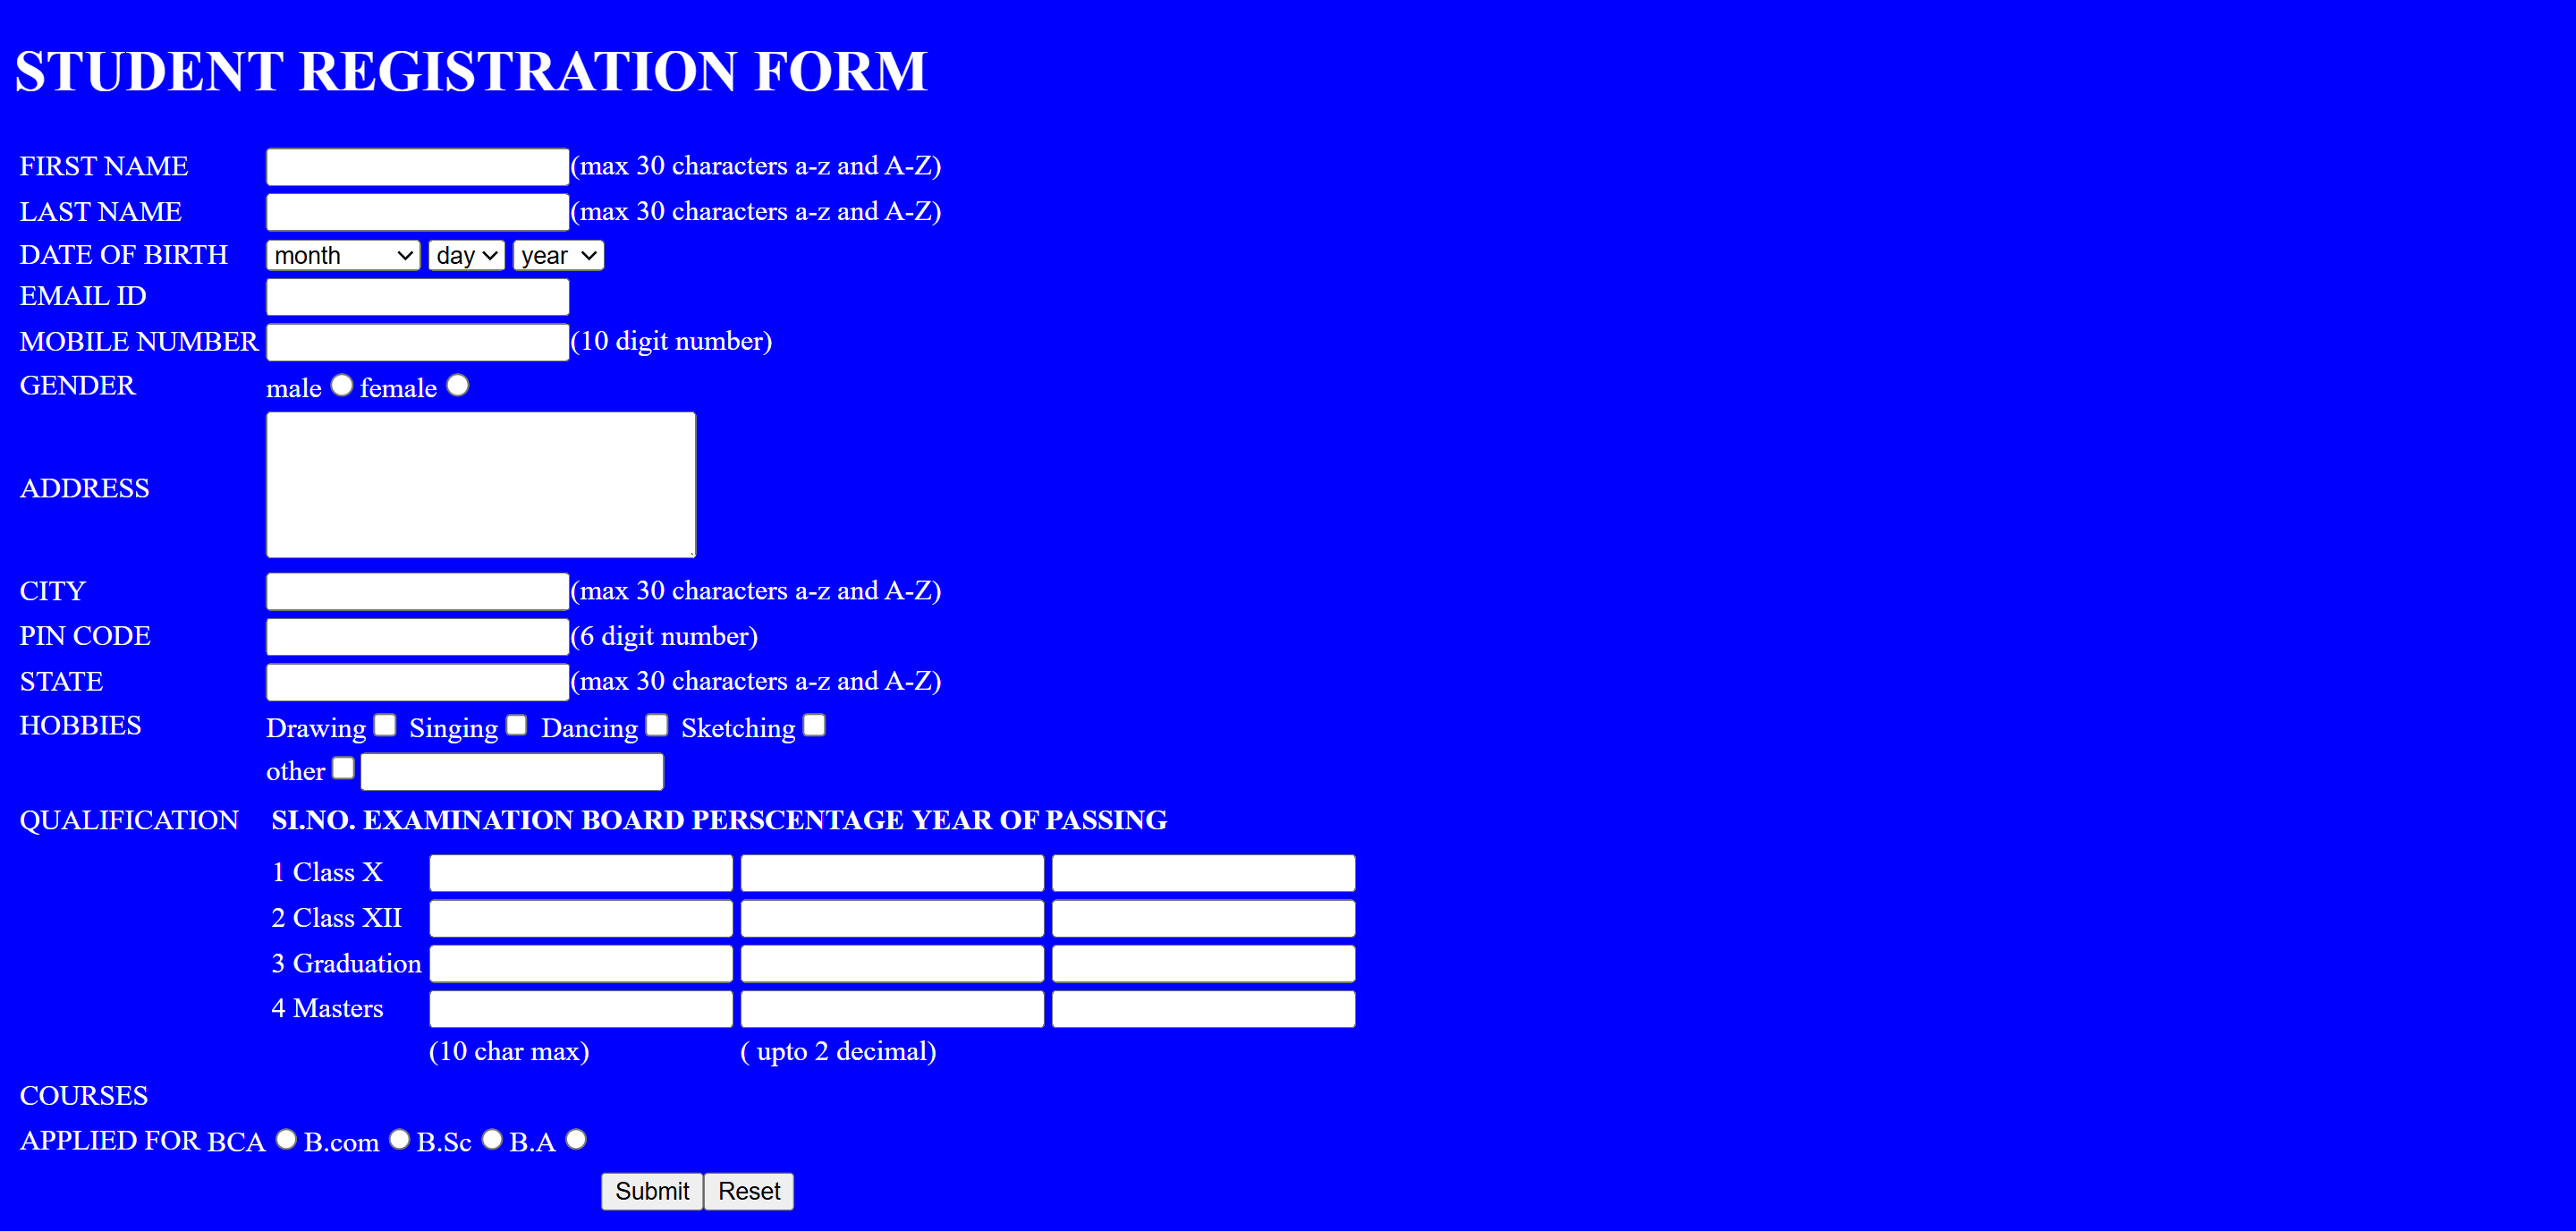 STUDENT REGISTRATION FORM
FIRST NAME (max 30 characters a-z and A-Z)
LAST NAME (max 30 characters a-z and A-Z)
DATE OF BIRTH month day year
EMAIL ID
MOBILE NUMBER (10 digit number)
GENDER male female
ADDRESS
CITY (max 30 characters a-z and A-Z)
PIN CODE (6 digit number)
STATE (max 30 characters a-z and A-Z)
HOBBIES Drawing Singing Dancing Sketching
other
QUALIFICATION SI.NO. EXAMINATION BOARD PERSCENTAGE YEAR OF PASSING
1 Class X
2 Class XII
3 Graduation
4 Masters
(10 char max) ( upto 2 decimal)
COURSES
APPLIED FOR BCA B.com B.Sc B.A
Submit Reset